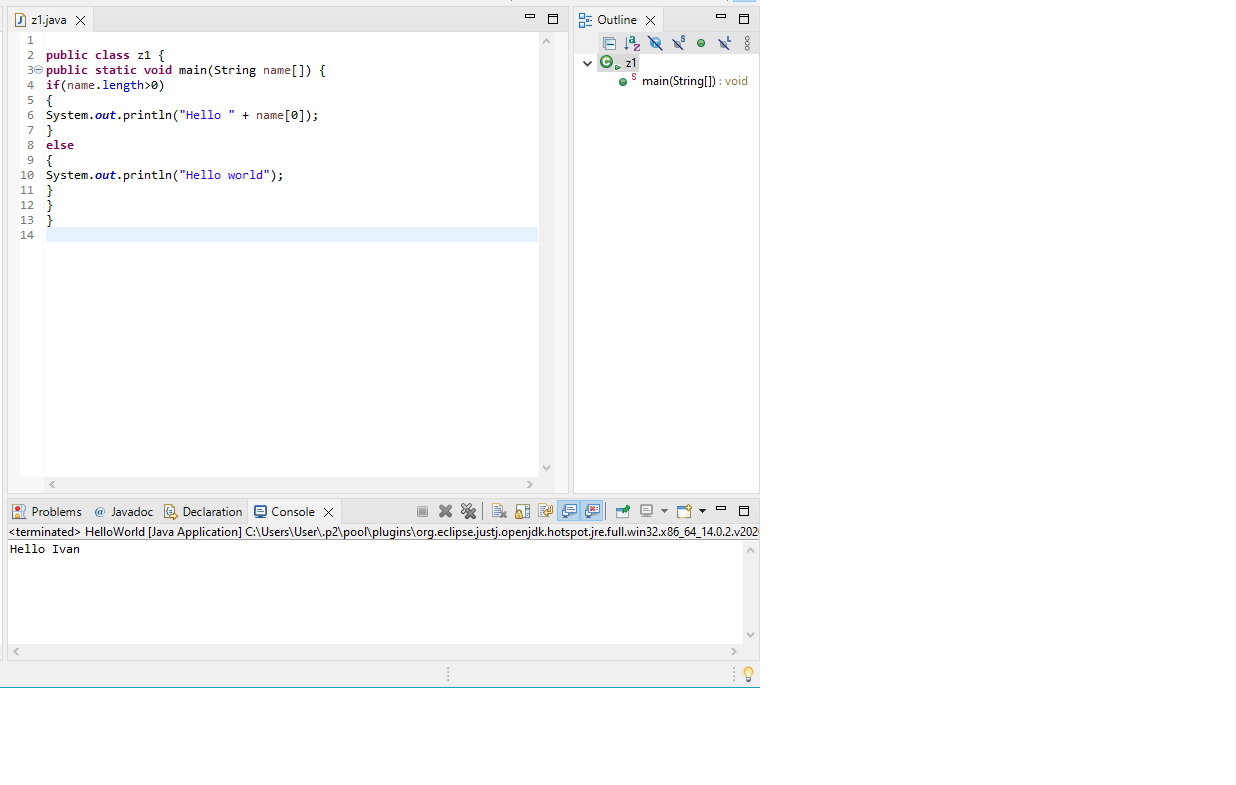 z1.java
Outline
1
2 public class z1 {
3 public static void main(String name[]) {
4 if(name.length>0)
5 {
6 System.out.println("Hello " + name[0]);
7 }
8 else
9 {
10 System.out.println("Hello world");
11 }
12 }
13 }
14
z1
main(String[]) : void
Problems @ Javadoc Declaration Console
<terminated> HelloWorld [Java Application] C:\Users\User\.p2\pool\plugins\org.eclipse.justj.openjdk.hotspot.jre.full.win32.x86_64_14.0.2.v202
Hello Ivan